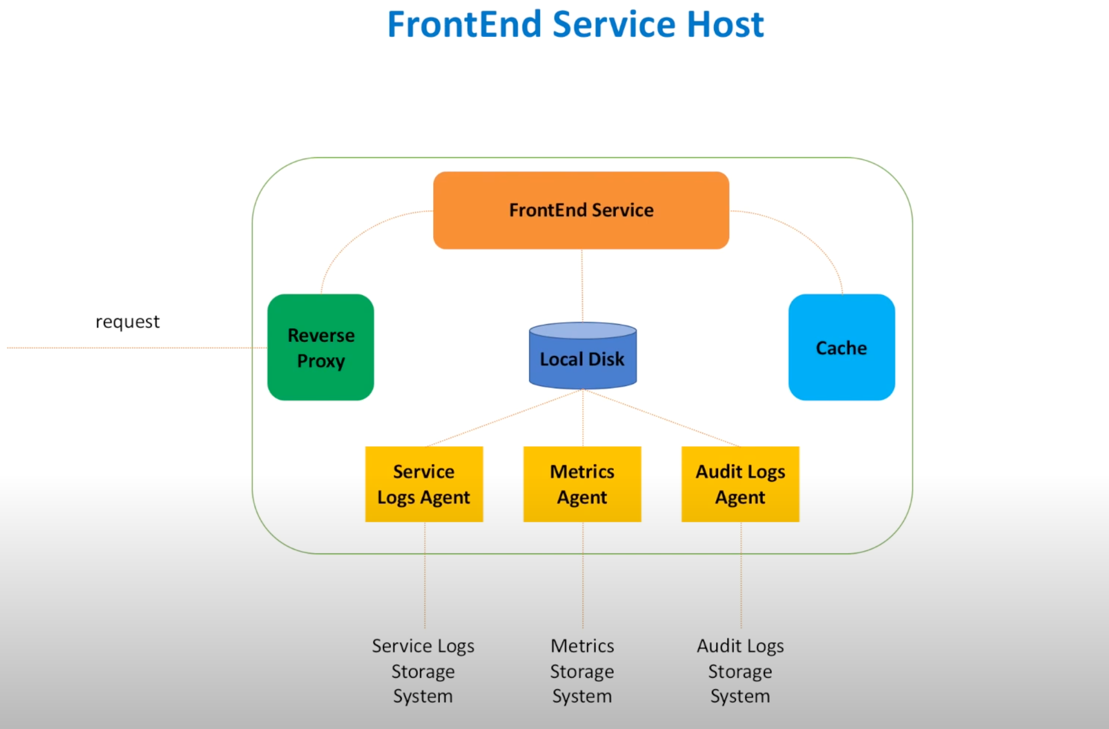 FrontEnd Service Host
FrontEnd Service
request
Reverse
Proxy
Local Disk
Cache
Service
Logs Agent
Metrics
Agent
Audit Logs
Agent
Service Logs
Storage
System
Metrics
Storage
System
Audit Logs
Storage
System